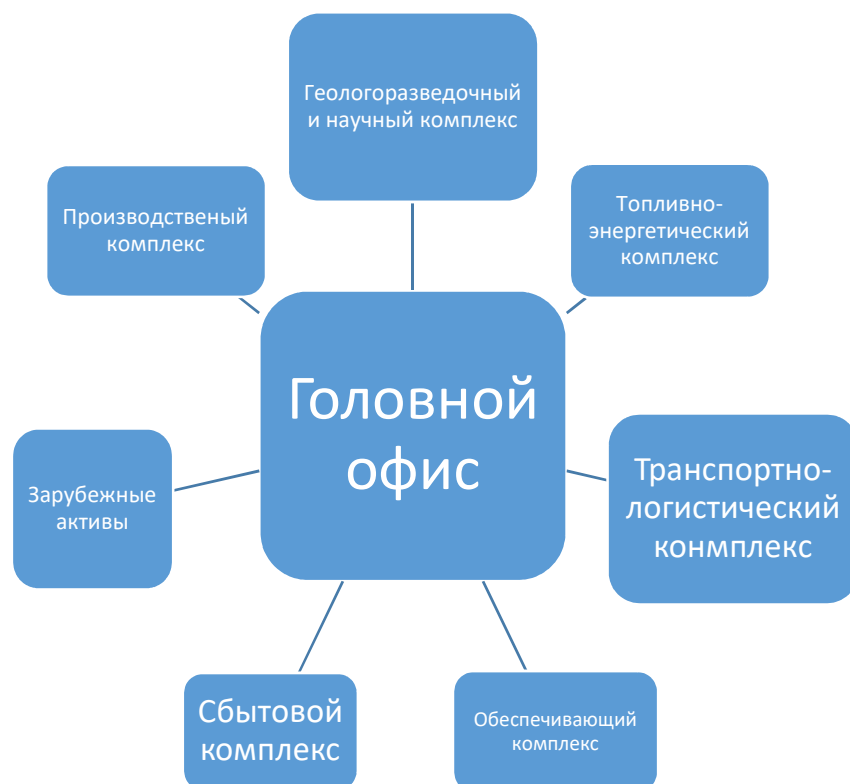 Геологоразведочный
и научный комплекс
Производственый
комплекс
Топливно-
энергетический
комплекс
Головной
офис
Зарубежные
активы
Транспортно-
логистический
конмплекс
Сбытовой
комплекс
Обеспечивающий
комплекс